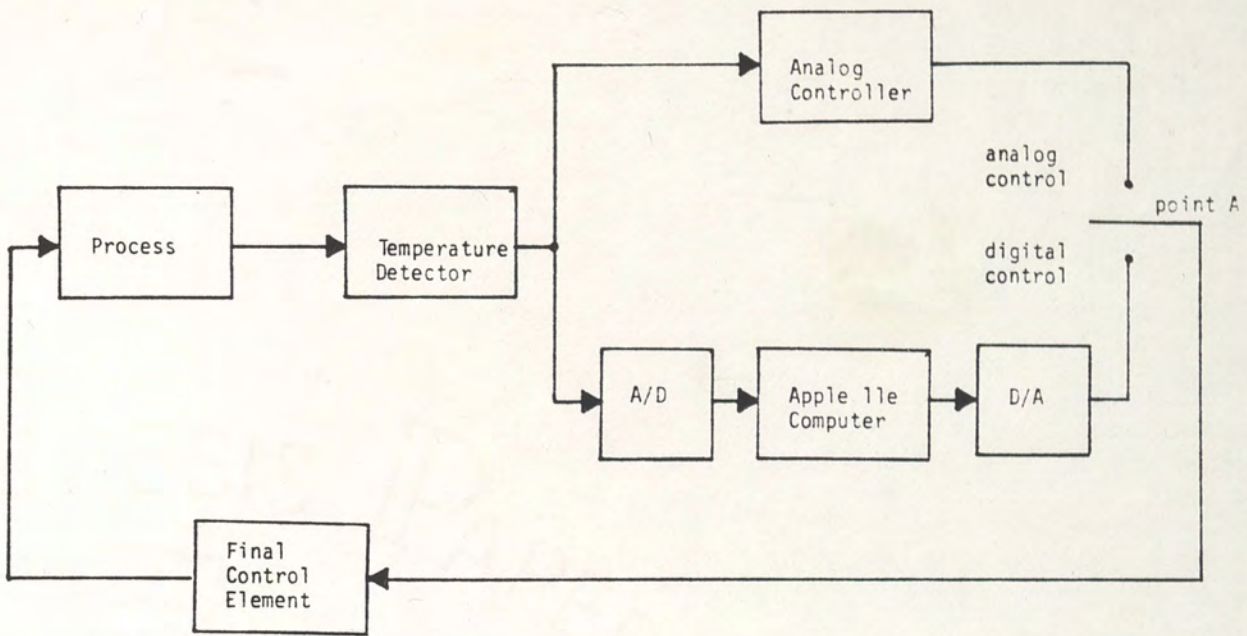 Analog
Controller
analog
control
point A
Process
Temperature
Detector
digital
control
A/D
Apple 11e
Computer
D/A
Final
Control
Element